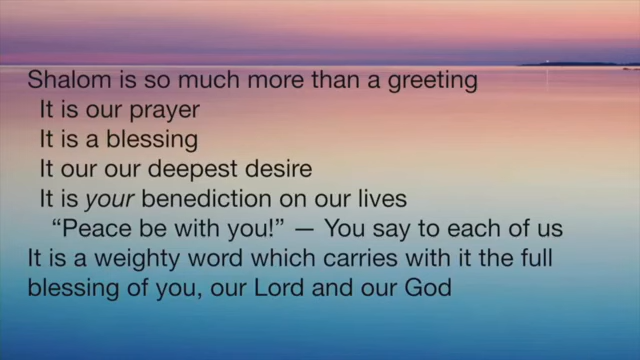 Shalom is so much more than a greeting
It is our prayer
It is a blessing
It our our deepest desire
It is your benediction on our lives
“Peace be with you!” — You say to each of us
It is a weighty word which carries with it the full
blessing of you, our Lord and our God